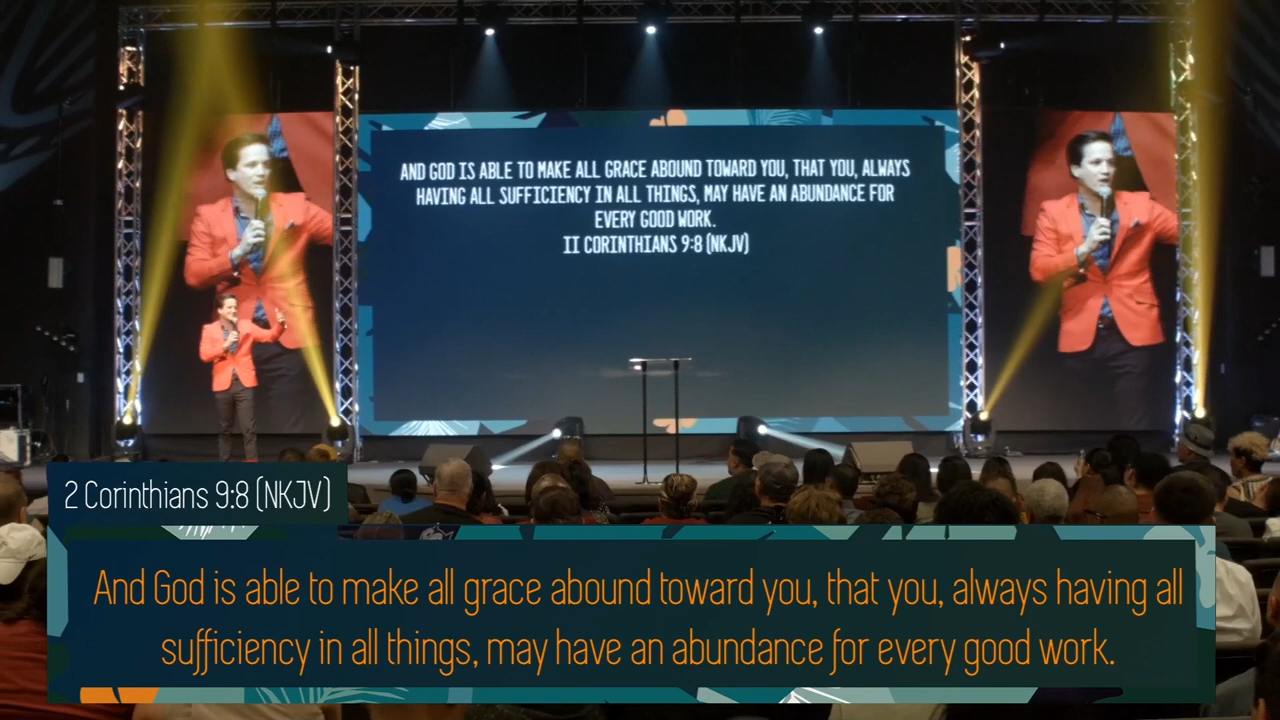 AND GOD IS ABLE TO MAKE ALL GRACE ABOUND TOWARD YOU, THAT YOU, ALWAYS
HAVING ALL SUFFICIENCY IN ALL THINGS, MAY HAVE AN ABUNDANCE FOR
EVERY GOOD WORK.
II CORINTHIANS 9:8 (NKJV)
2 Corinthians 9:8 (NKJV)
And God is able to make all grace abound toward you, that you, always having all
sufficiency in all things, may have an abundance for every good work.